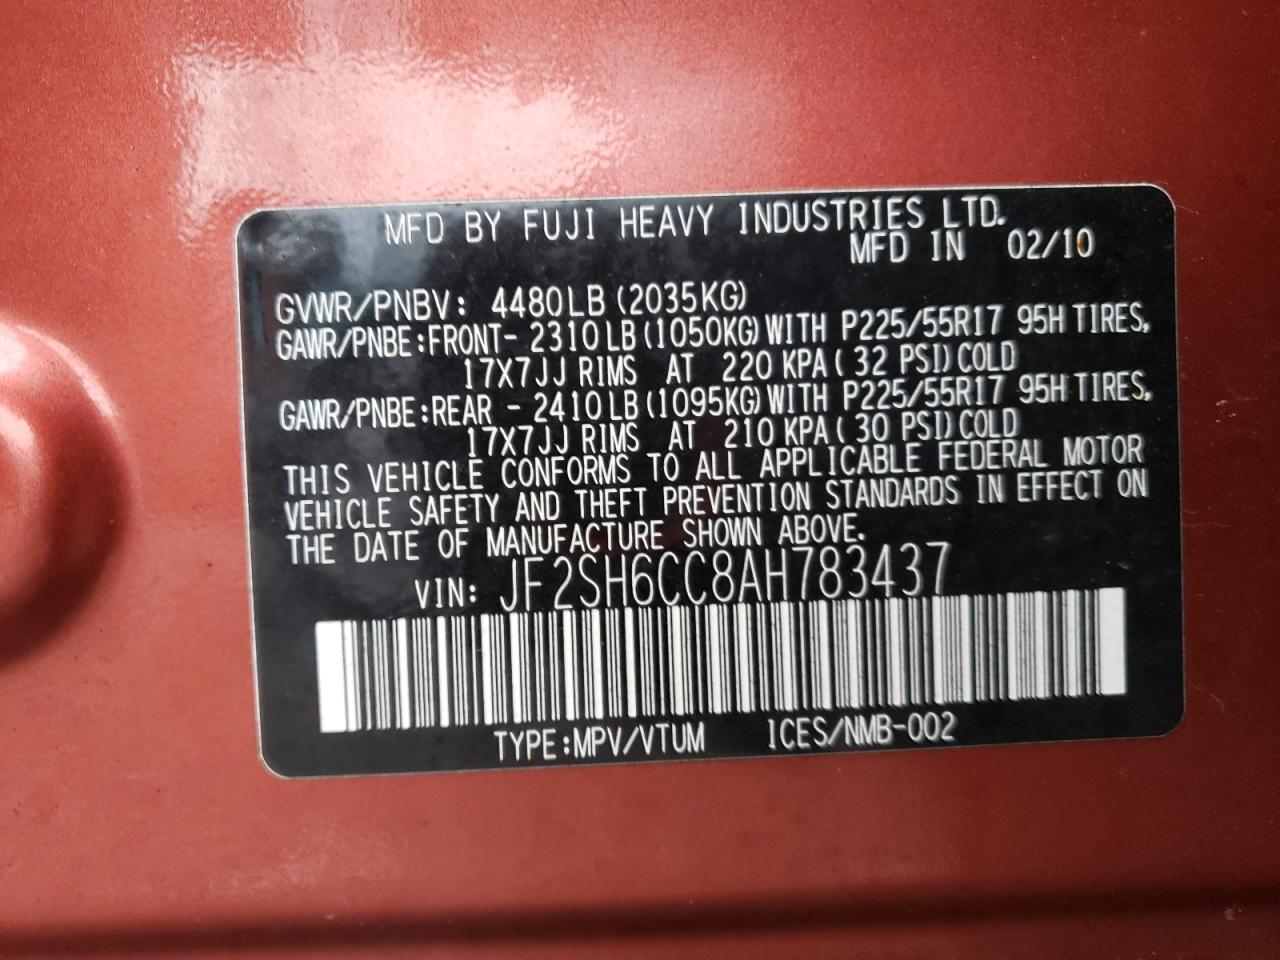 MFD BY FUJI HEAVY INDUSTRIES LTD.
MFD IN 02/10
GVWR/PNBV: 4480LB (2035KG)
GAWR/PNBE:FRONT- 2310LB (1050KG) WITH P225/55R17 95H TIRES,
17X7JJ RIMS AT 220 KPA ( 32 PSI) COLD
GAWR/PNBE:REAR - 2410LB (1095KG) WITH P225/55R17 95H TIRES,
17X7JJ RIMS AT 210 KPA ( 30 PSI) COLD
THIS VEHICLE CONFORMS TO ALL APPLICABLE FEDERAL MOTOR
VEHICLE SAFETY AND THEFT PREVENTION STANDARDS IN EFFECT ON
THE DATE OF MANUFACTURE SHOWN ABOVE.
VIN: JF2SH6CC8AH783437
TYPE:MPV/VTUM ICES/NMB-002